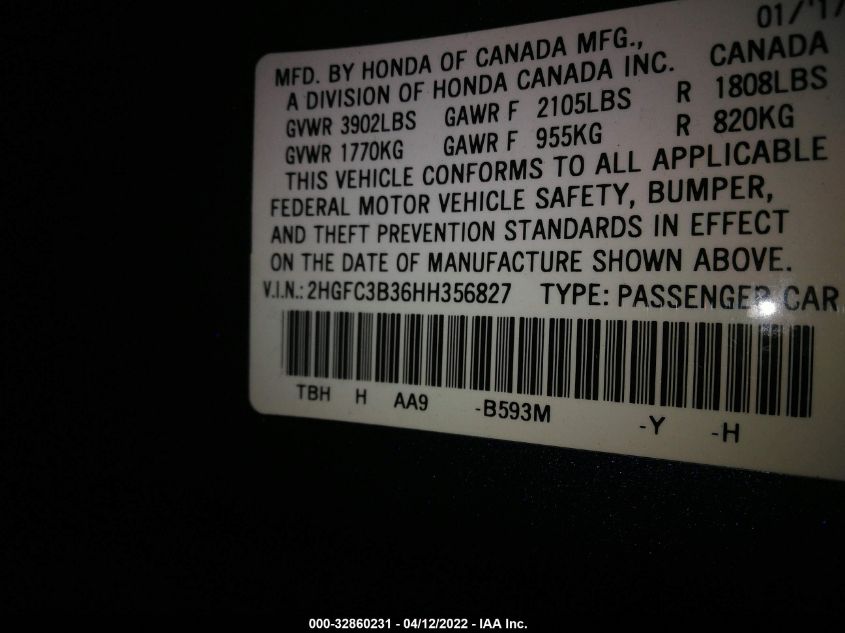 01/'17
MFD. BY HONDA OF CANADA MFG., CANADA
A DIVISION OF HONDA CANADA INC.
GVWR 3902LBS GAWR F 2105LBS R 1808LBS
GVWR 1770KG GAWR F 955KG R 820KG
THIS VEHICLE CONFORMS TO ALL APPLICABLE
FEDERAL MOTOR VEHICLE SAFETY, BUMPER,
AND THEFT PREVENTION STANDARDS IN EFFECT
ON THE DATE OF MANUFACTURE SHOWN ABOVE.
V.I.N.: 2HGFC3B36HH356827 TYPE: PASSENGER CAR
TBH H AA9 -B593M -Y -H
000-32860231 - 04/12/2022 - IAA Inc.